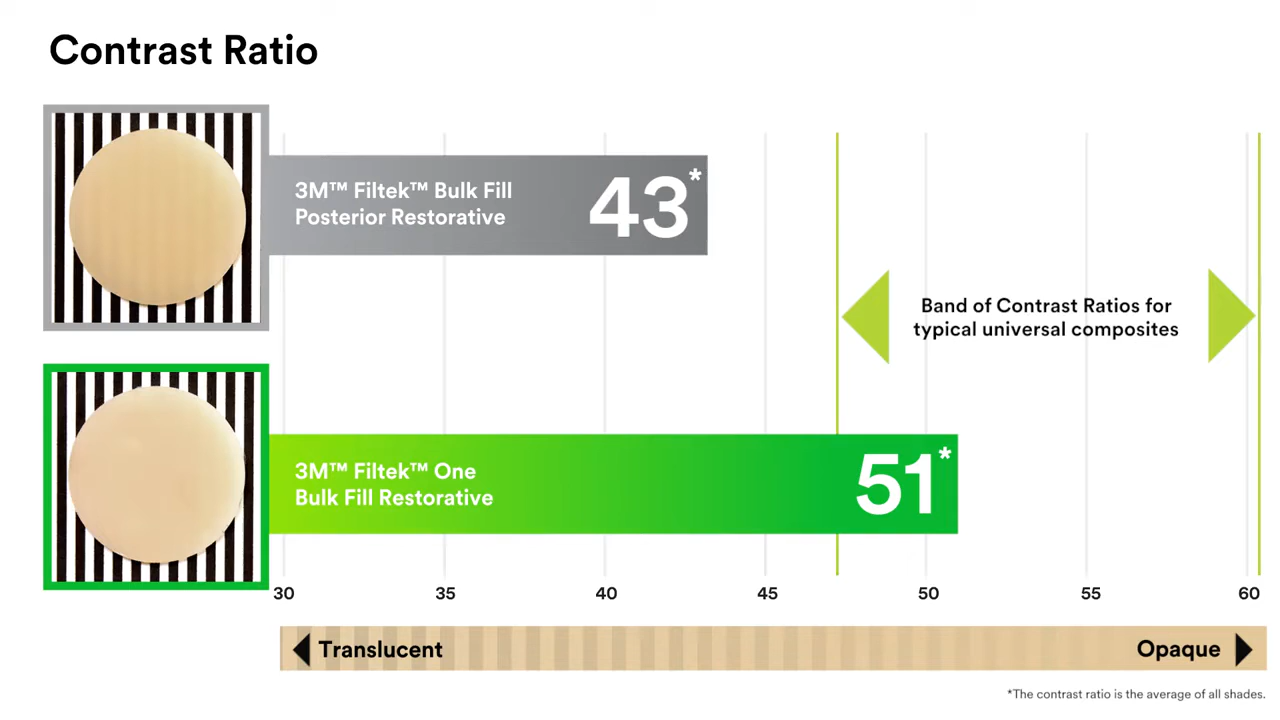 Contrast Ratio
3M™ Filtek™ Bulk Fill
Posterior Restorative
43*
Band of Contrast Ratios for
typical universal composites
3M™ Filtek™ One
Bulk Fill Restorative
51*
30 35 40 45 50 55 60
Translucent Opaque
*The contrast ratio is the average of all shades.